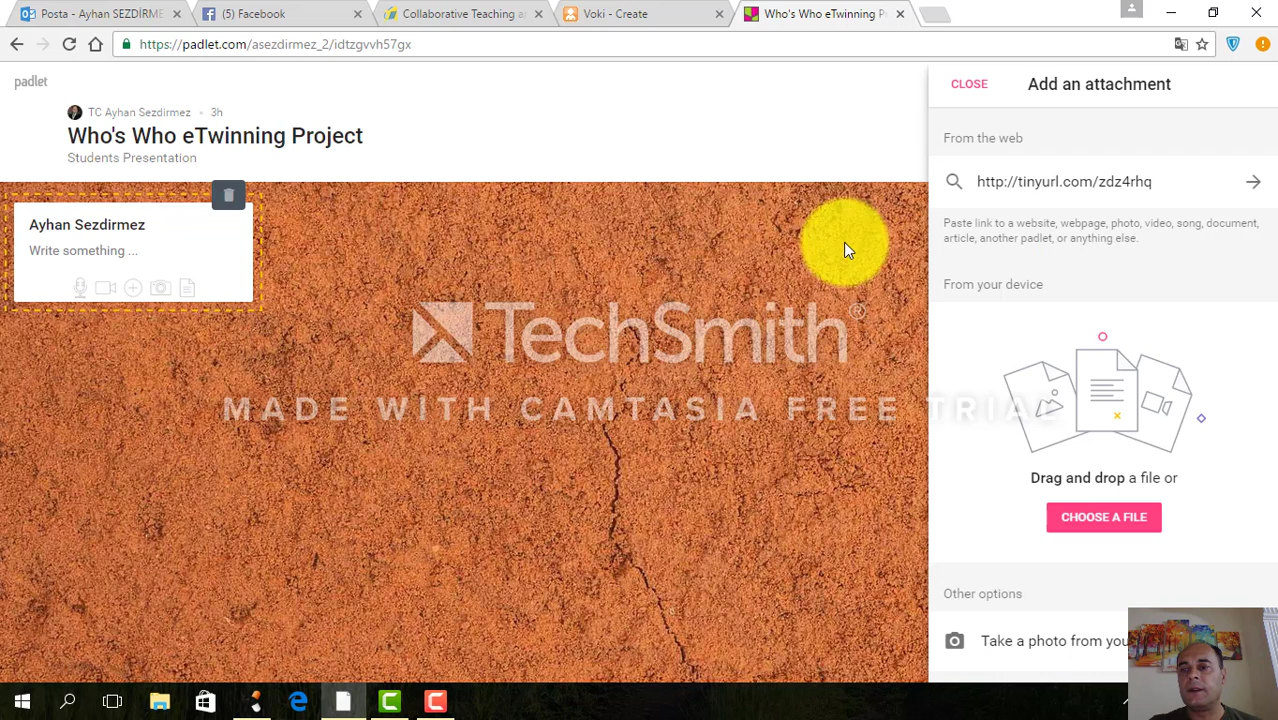 Posta - Ayhan SEZDİRME
(5) Facebook
Collaborative Teaching a
Voki - Create
Who's Who eTwinning P
https://padlet.com/asezdirmez_2/idtzgvvh57gx
padlet
CLOSE
Add an attachment
TC Ayhan Sezdirmez • 3h
Who's Who eTwinning Project
Students Presentation
From the web
http://tinyurl.com/zdz4rhq
Paste link to a website, webpage, photo, video, song, document,
article, another padlet, or anything else.
Ayhan Sezdirmez
Write something ...
From your device
TechSmith®
MADE WITH CAMTASIA FREE TRIAL
Drag and drop a file or
CHOOSE A FILE
Other options
Take a photo from you